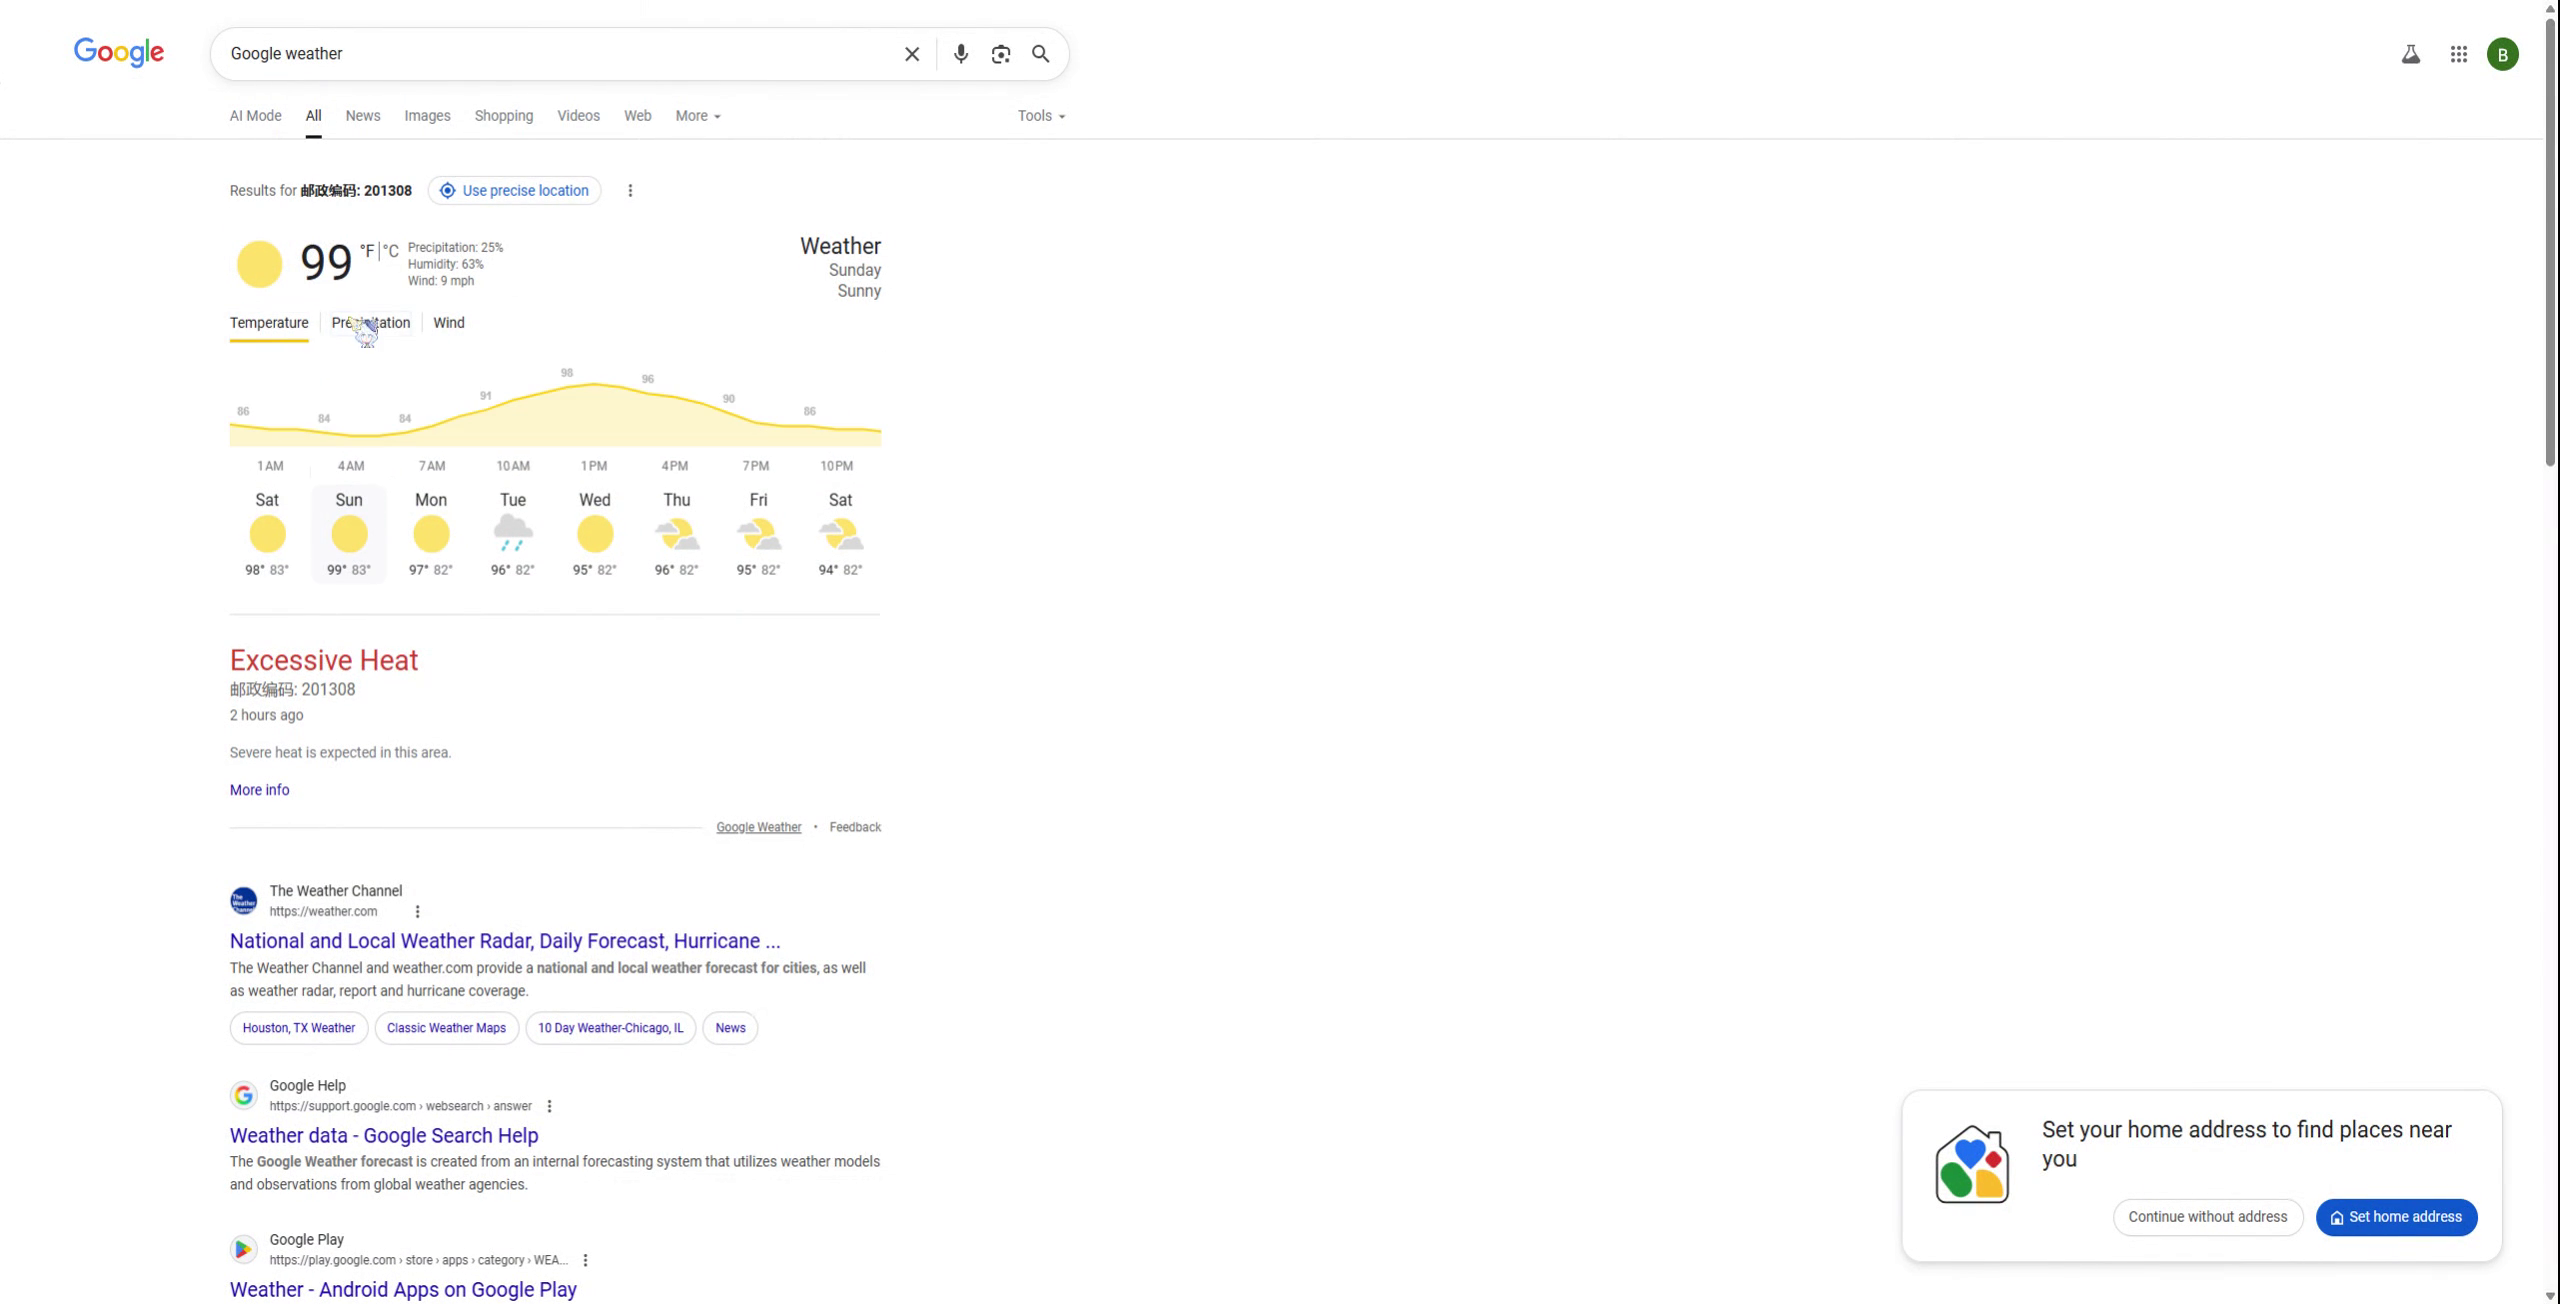 Google
Google weather
AI Mode All News Images Shopping Videos Web More Tools
B
Results for 邮政编码: 201308 Use precise location
99 °F|°C
Precipitation: 25%
Humidity: 63%
Wind: 9 mph
Weather
Sunday
Sunny
Temperature Wind
86 84 84 91 98 96 90 86
1 AM 4 AM 7 AM 10 AM 1 PM 4 PM 7 PM 10 PM
Sat Sun Mon Tue Wed Thu Fri Sat
98° 83° 99° 83° 97° 82° 96° 82° 95° 82° 96° 82° 95° 82° 94° 82°
Excessive Heat
邮政编码: 201308
2 hours ago
Severe heat is expected in this area.
More info
Google Weather • Feedback
The Weather Channel
The Weather Channel
https://weather.com
National and Local Weather Radar, Daily Forecast, Hurricane ...
The Weather Channel and weather.com provide a national and local weather forecast for cities, as well
as weather radar, report and hurricane coverage.
Houston, TX Weather Classic Weather Maps 10 Day Weather-Chicago, IL News
Google Help
https://support.google.com › websearch › answer
Weather data - Google Search Help
The Google Weather forecast is created from an internal forecasting system that utilizes weather models
and observations from global weather agencies.
Google Play
https://play.google.com › store › apps › category › WEA...
Weather - Android Apps on Google Play
Set your home address to find places near
you
Continue without address Set home address